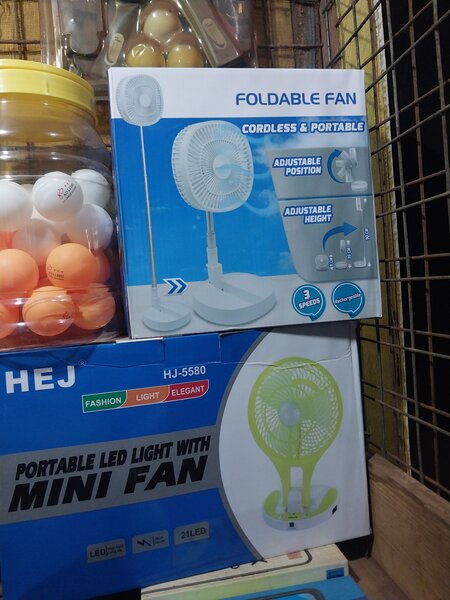 FOLDABLE FAN
CORDLESS & PORTABLE
ADJUSTABLE
POSITION
ADJUSTABLE
HEIGHT
3
SPEEDS
Rechargeable
HEJ
HJ-5580
FASHION LIGHT ELEGANT
PORTABLE LED LIGHT WITH
MINI FAN
LED
21LED